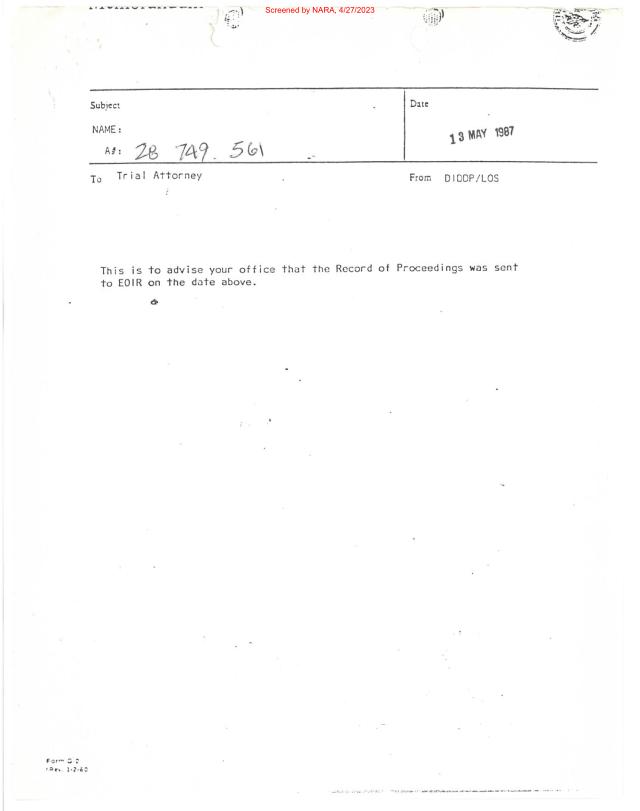 Screened by NARA, 4/27/2023
Memorandum
Subject
Date
NAME:
A#: 28 749. 561
13 MAY 1987
To Trial Attorney
From DIDDP/LOS
This is to advise your office that the Record of Proceedings was sent
to EOIR on the date above.
Form G-2
(Rev. 1-2-60